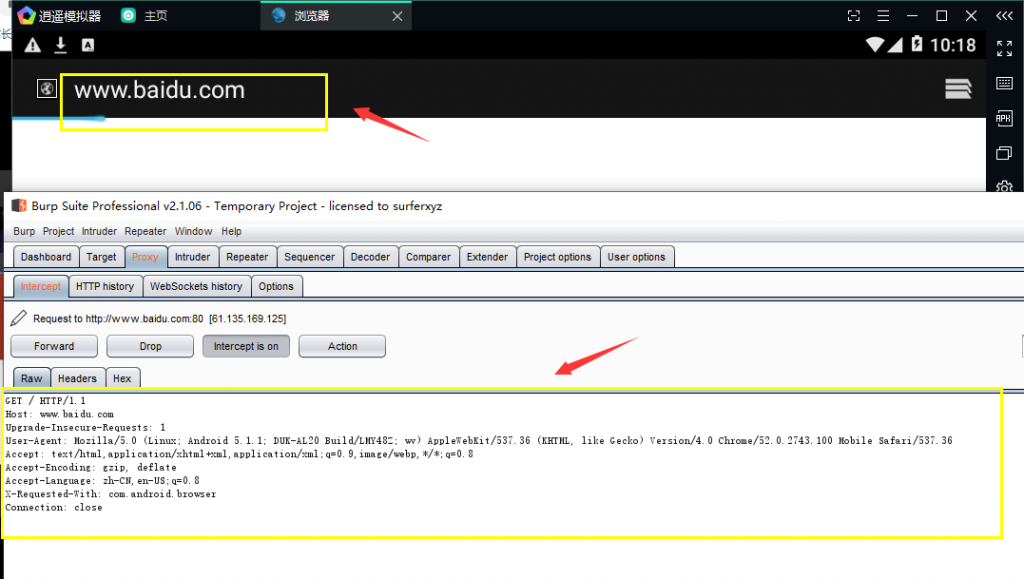 逍遥模拟器 主页 浏览器
10:18
www.baidu.com
APK
Burp Suite Professional v2.1.06 - Temporary Project - licensed to surferxyz
Burp Project Intruder Repeater Window Help
Dashboard Target Proxy Intruder Repeater Sequencer Decoder Comparer Extender Project options User options
Intercept HTTP history WebSockets history Options
Request to http://www.baidu.com:80 [61.135.169.125]
Forward Drop Intercept is on Action
Raw Headers Hex
GET / HTTP/1.1
Host: www.baidu.com
Upgrade-Insecure-Requests: 1
User-Agent: Mozilla/5.0 (Linux; Android 5.1.1; DUK-AL20 Build/LMY48Z; wv) AppleWebKit/537.36 (KHTML, like Gecko) Version/4.0 Chrome/52.0.2743.100 Mobile Safari/537.36
Accept: text/html,application/xhtml+xml,application/xml;q=0.9,image/webp,*/*;q=0.8
Accept-Encoding: gzip, deflate
Accept-Language: zh-CN,en-US;q=0.8
X-Requested-With: com.android.browser
Connection: close